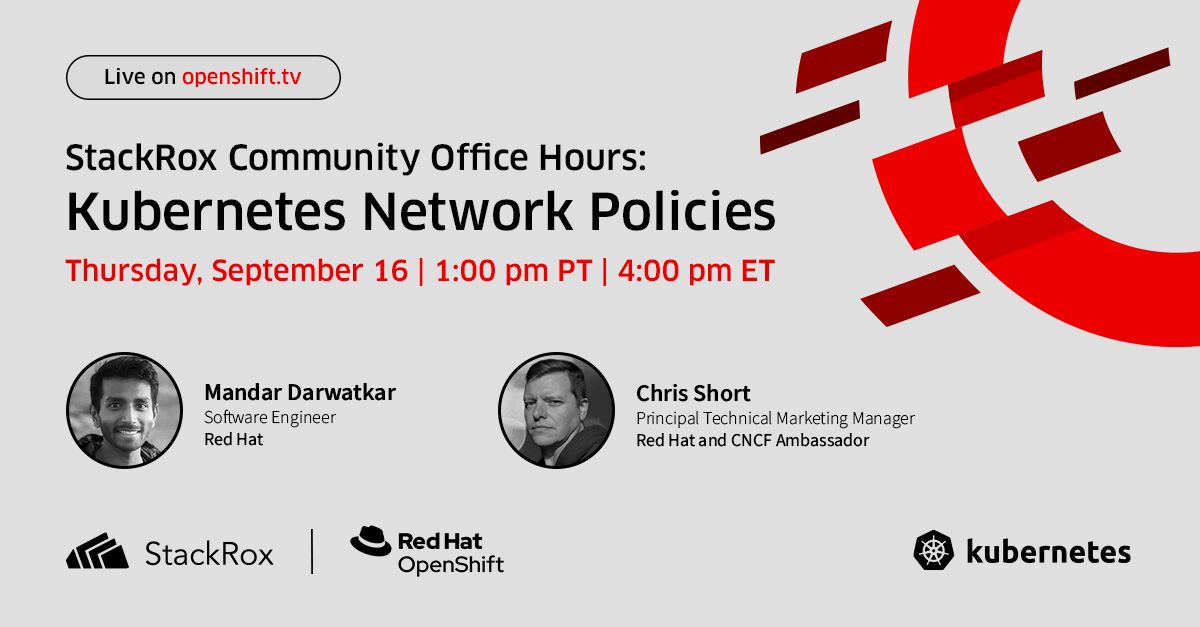 Live on openshift.tv
StackRox Community Office Hours:
Kubernetes Network Policies
Thursday, September 16 | 1:00 pm PT | 4:00 pm ET
Mandar Darwatkar
Software Engineer
Red Hat
Chris Short
Principal Technical Marketing Manager
Red Hat and CNCF Ambassador
StackRox
Red Hat
OpenShift
kubernetes